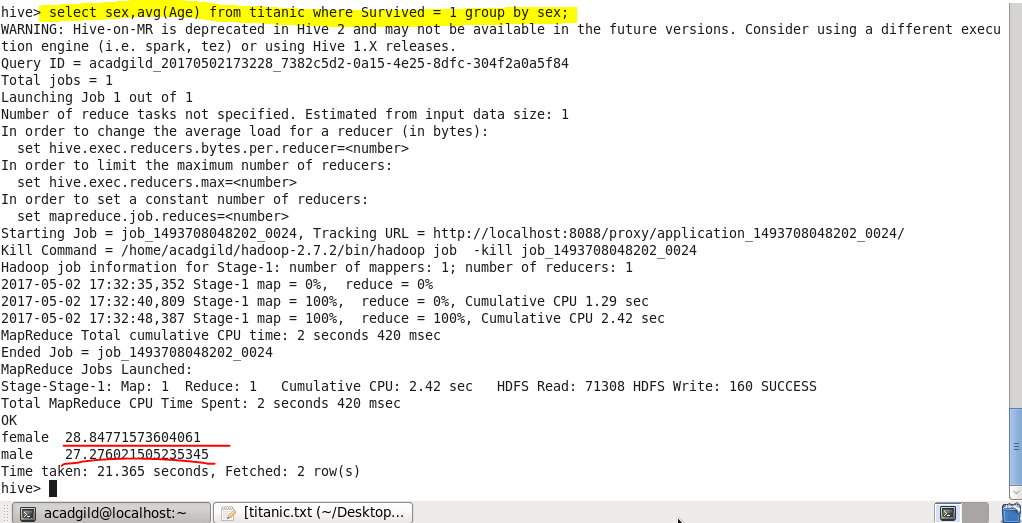 hive> select sex,avg(Age) from titanic where Survived = 1 group by sex;
WARNING: Hive-on-MR is deprecated in Hive 2 and may not be available in the future versions. Consider using a different execu
tion engine (i.e. spark, tez) or using Hive 1.X releases.
Query ID = acadgild_20170502173228_7382c5d2-0a15-4e25-8dfc-304f2a0a5f84
Total jobs = 1
Launching Job 1 out of 1
Number of reduce tasks not specified. Estimated from input data size: 1
In order to change the average load for a reducer (in bytes):
  set hive.exec.reducers.bytes.per.reducer=<number>
In order to limit the maximum number of reducers:
  set hive.exec.reducers.max=<number>
In order to set a constant number of reducers:
  set mapreduce.job.reduces=<number>
Starting Job = job_1493708048202_0024, Tracking URL = http://localhost:8088/proxy/application_1493708048202_0024/
Kill Command = /home/acadgild/hadoop-2.7.2/bin/hadoop job  -kill job_1493708048202_0024
Hadoop job information for Stage-1: number of mappers: 1; number of reducers: 1
2017-05-02 17:32:35,352 Stage-1 map = 0%,  reduce = 0%
2017-05-02 17:32:40,809 Stage-1 map = 100%,  reduce = 0%, Cumulative CPU 1.29 sec
2017-05-02 17:32:48,387 Stage-1 map = 100%,  reduce = 100%, Cumulative CPU 2.42 sec
MapReduce Total cumulative CPU time: 2 seconds 420 msec
Ended Job = job_1493708048202_0024
MapReduce Jobs Launched:
Stage-Stage-1: Map: 1  Reduce: 1   Cumulative CPU: 2.42 sec   HDFS Read: 71308 HDFS Write: 160 SUCCESS
Total MapReduce CPU Time Spent: 2 seconds 420 msec
OK
female  28.84771573604061
male    27.276021505235345
Time taken: 21.365 seconds, Fetched: 2 row(s)
hive>
acadgild@localhost:~ [titanic.txt (~/Desktop...